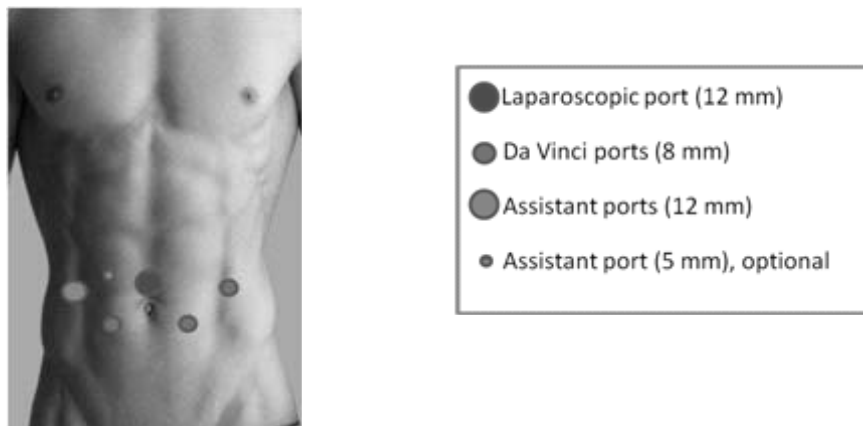 Laparoscopic port (12 mm)
Da Vinci ports (8 mm)
Assistant ports (12 mm)
Assistant port (5 mm), optional